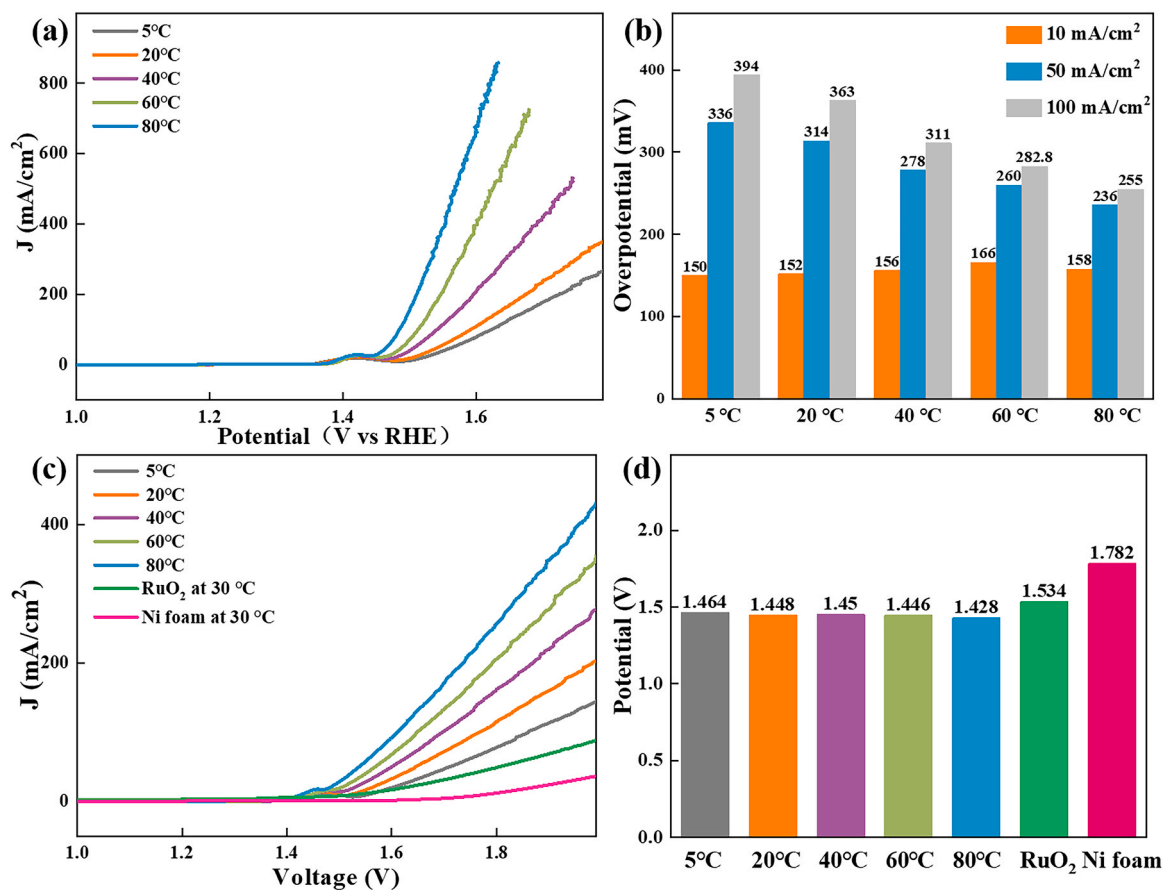 (a)
5℃
20℃
40℃
60℃
80℃
800
600
400
200
0
J (mA/cm²)
1.0 1.2 1.4 1.6
Potential（V vs RHE）
(b)
10 mA/cm²
50 mA/cm²
100 mA/cm²
400
300
200
100
0
Overpotential (mV)
150 336 394
152 314 363
156 278 311
166 260 282.8
158 236 255
5 ℃ 20 ℃ 40 ℃ 60 ℃ 80 ℃
(c)
5℃
20℃
40℃
60℃
80℃
RuO₂ at 30 ℃
Ni foam at 30 ℃
400
200
0
J (mA/cm²)
1.0 1.2 1.4 1.6 1.8
Voltage (V)
(d)
2.0
1.5
1.0
0.5
0.0
Potential (V)
1.464 1.448 1.45 1.446 1.428 1.534 1.782
5℃ 20℃ 40℃ 60℃ 80℃ RuO₂ Ni foam